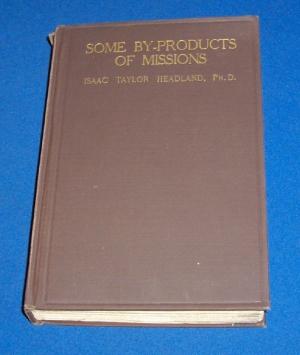 SOME BY-PRODUCTS
OF MISSIONS
ISAAC TAYLOR HEADLAND, PH.D.